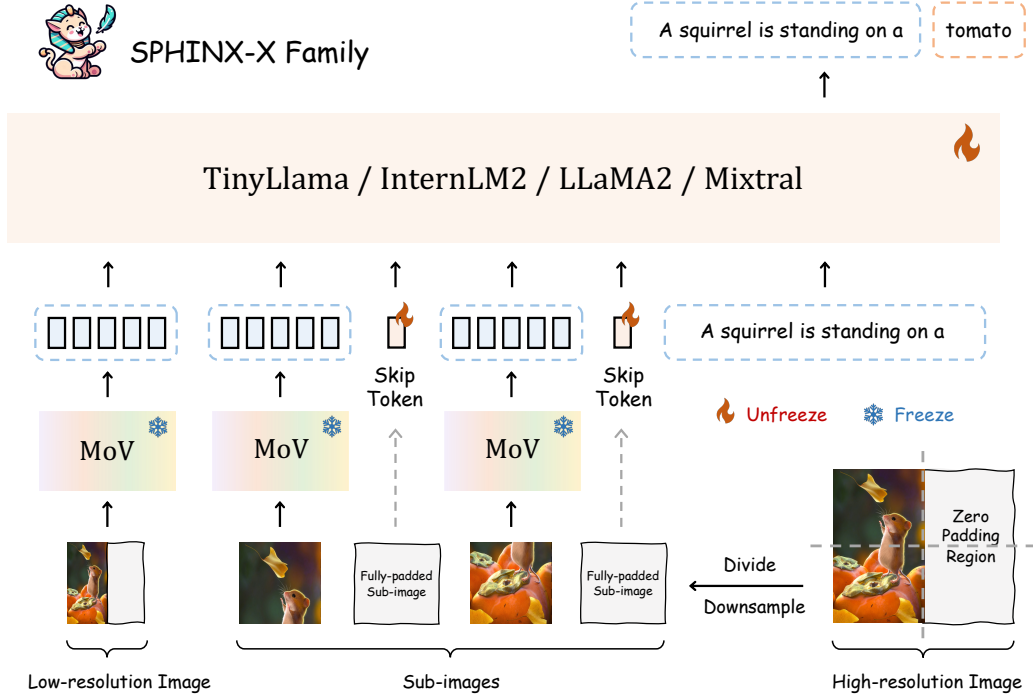 SPHINX-X Family
A squirrel is standing on a
tomato
TinyLlama / InternLM2 / LLaMA2 / Mixtral
A squirrel is standing on a
Skip
Token
Skip
Token
MoV
MoV
MoV
Unfreeze
Freeze
Fully-padded
Sub-image
Fully-padded
Sub-image
Divide
Downsample
Zero
Padding
Region
Low-resolution Image
Sub-images
High-resolution Image